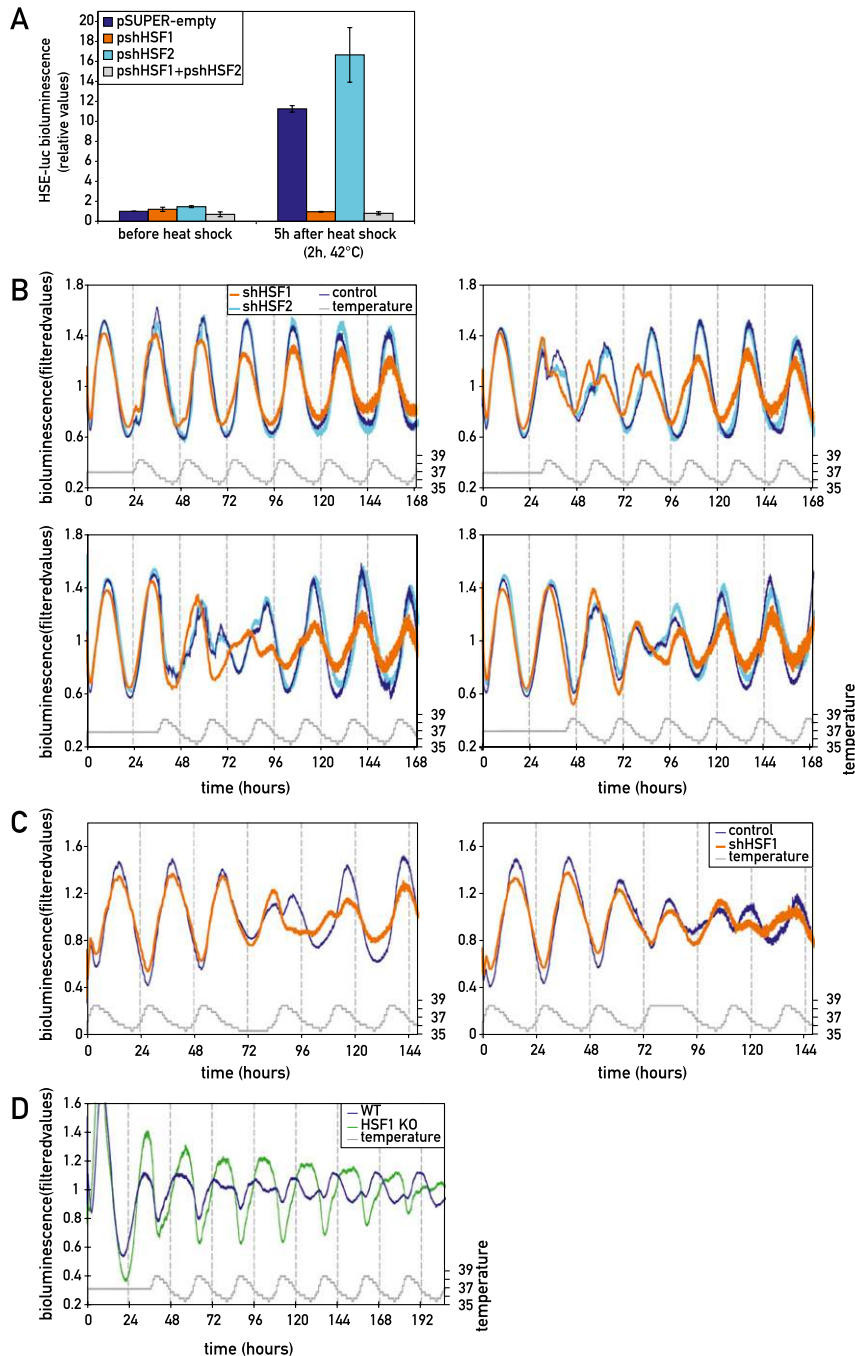 A
HSE-luc bioluminescence
(relative values)
20
18
16
14
12
10
8
6
4
2
0
pSUPER-empty
pshHSF1
pshHSF2
pshHSF1+pshHSF2
before heat shock
5h after heat shock
(2h, 42°C)
B
bioluminescence(filteredvalues)
1.8
1.4
1
0.6
0.2
shHSF1
shHSF2
control
temperature
39
37
35
0 24 48 72 96 120 144 168
1.8
1.4
1
0.6
0.2
39
37
35
0 24 48 72 96 120 144 168
bioluminescence(filteredvalues)
1.8
1.4
1
0.6
0.2
39
37
35
0 24 48 72 96 120 144 168
time (hours)
1.8
1.4
1
0.6
0.2
39
37
35
temperature
0 24 48 72 96 120 144 168
time (hours)
C
bioluminescence(filteredvalues)
1.6
1.2
0.8
0.4
0
39
37
35
0 24 48 72 96 120 144
time (hours)
control
shHSF1
temperature
1.6
1.2
0.8
0.4
0
39
37
35
0 24 48 72 96 120 144
time (hours)
D
bioluminescence(filteredvalues)
1.6
1.4
1.2
1
0.8
0.6
0.4
0.2
WT
HSF1 KO
temperature
39
37
35
temperature
0 24 48 72 96 120 144 168 192
time (hours)